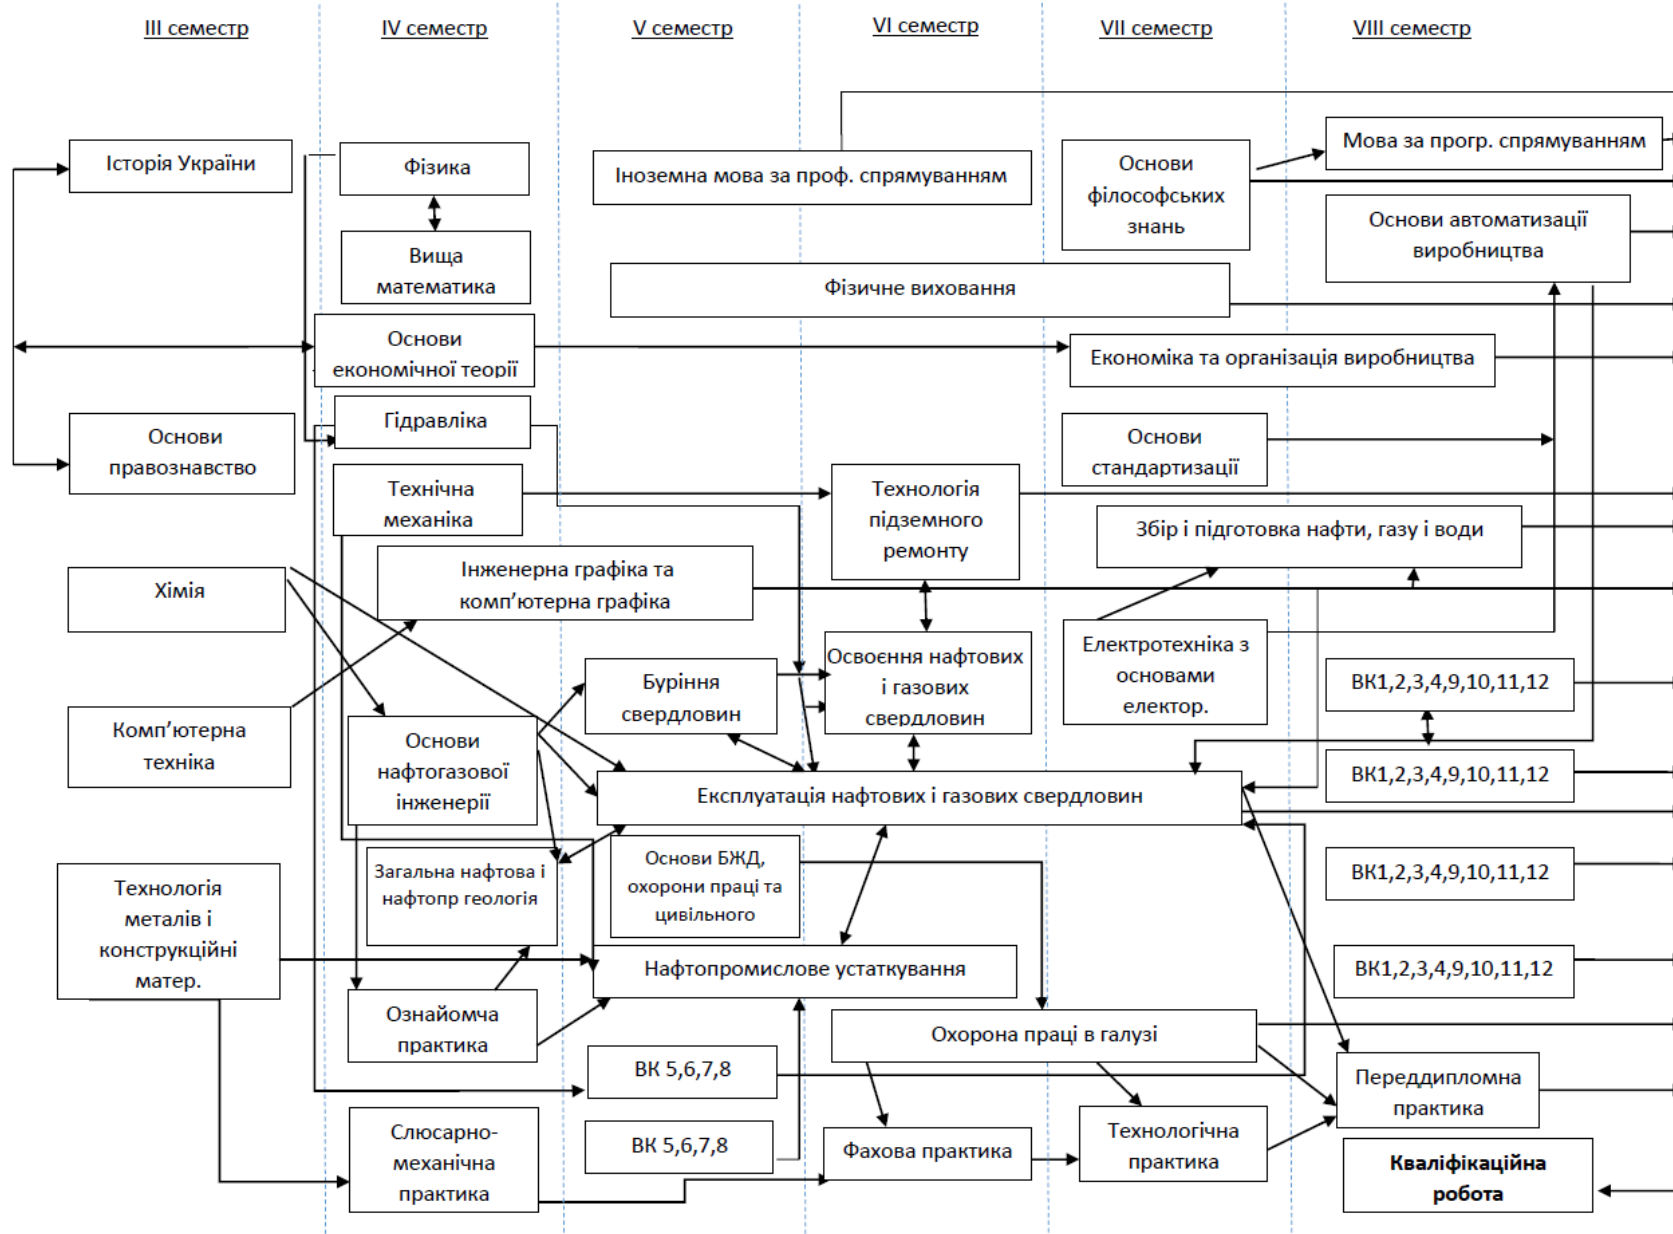 III семестр
IV семестр
V семестр
VI семестр
VII семестр
VIII семестр
Історія України
Основи
правознавство
Хімія
Комп’ютерна
техніка
Технологія
металів і
конструкційні
матер.
Фізика
Вища
математика
Основи
економічної теорії
Гідравліка
Технічна
механіка
Інженерна графіка та
комп’ютерна графіка
Основи
нафтогазової
інженерії
Загальна нафтова і
нафтопр геологія
Ознайомча
практика
Слюсарно-
механічна
практика
Іноземна мова за проф. спрямуванням
Фізичне виховання
Буріння
свердловин
Експлуатація нафтових і газових свердловин
Основи БЖД,
охорони праці та
цивільного
Нафтопромислове устаткування
ВК 5,6,7,8
ВК 5,6,7,8
Технологія
підземного
ремонту
Освоєння нафтових
і газових
свердловин
Охорона праці в галузі
Фахова практика
Основи
філософських
знань
Економіка та організація виробництва
Основи
стандартизації
Збір і підготовка нафти, газу і води
Електротехніка з
основами
електор.
Технологічна
практика
Мова за прогр. спрямуванням
Основи автоматизації
виробництва
ВК1,2,3,4,9,10,11,12
ВК1,2,3,4,9,10,11,12
ВК1,2,3,4,9,10,11,12
ВК1,2,3,4,9,10,11,12
Переддипломна
практика
Кваліфікаційна
робота